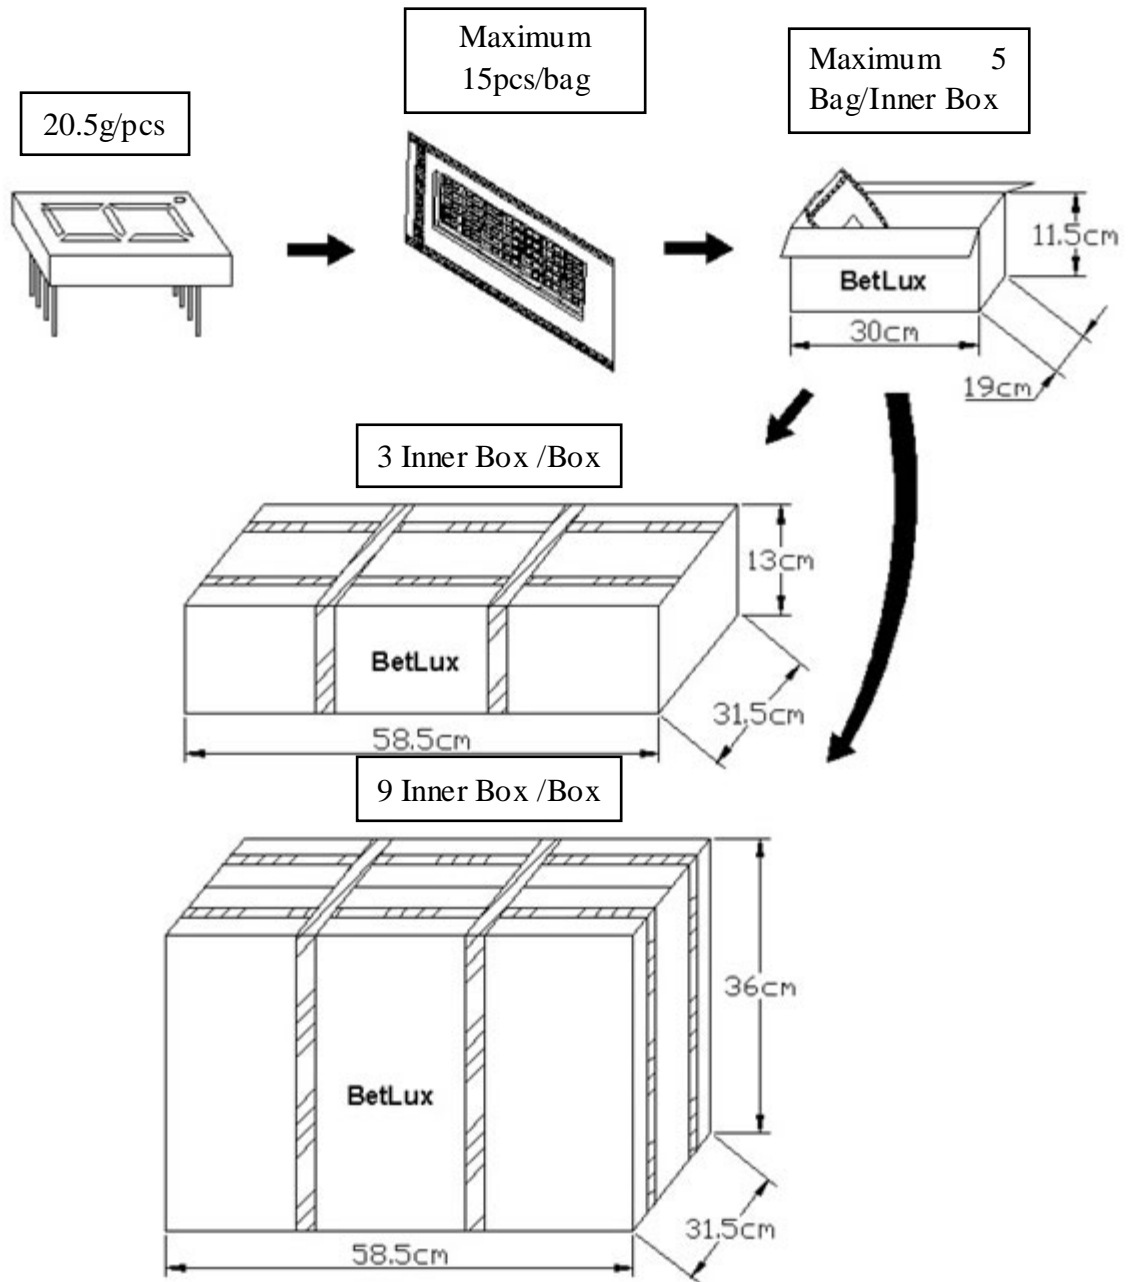 Maximum
15pcs/bag
Maximum 5
Bag/Inner Box
20.5g/pcs
11.5cm
BetLux
30cm
19cm
3 Inner Box /Box
13cm
BetLux
31.5cm
58.5cm
9 Inner Box /Box
36cm
BetLux
31.5cm
58.5cm